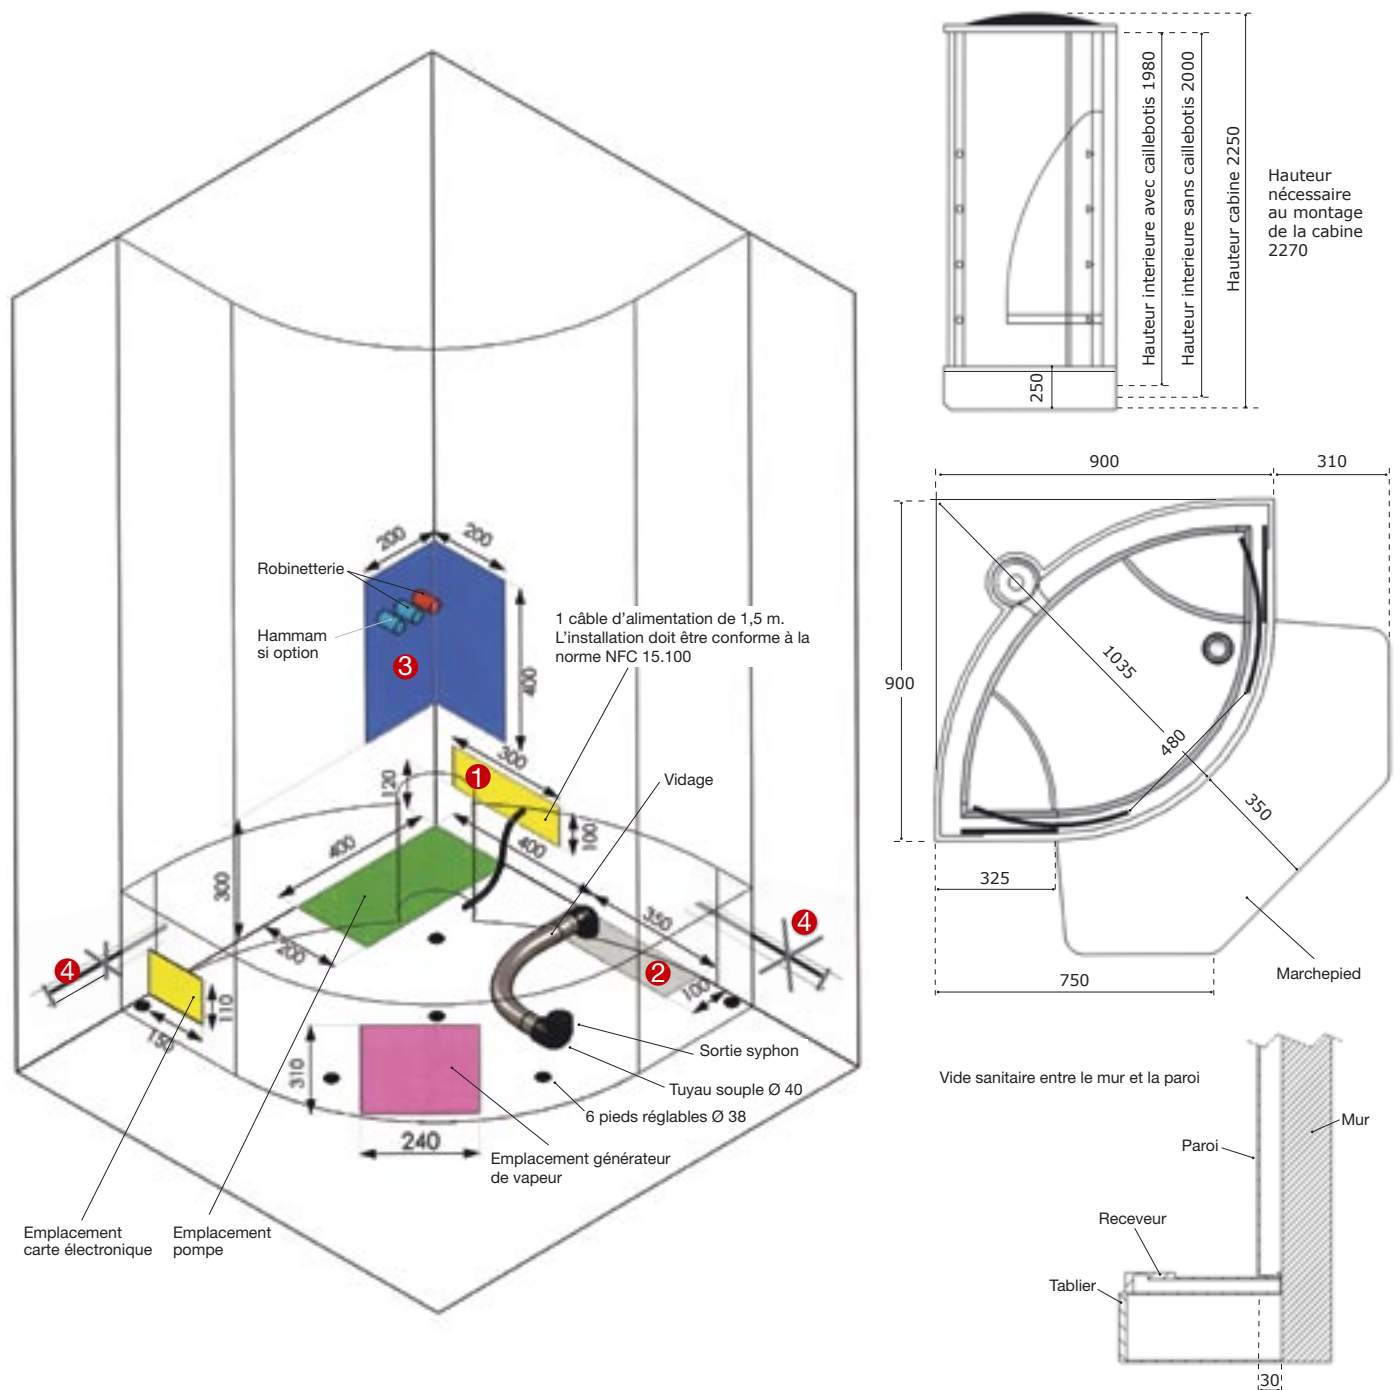 200
200
Robinetterie
Hammam
si option
3
400
1 câble d'alimentation de 1,5 m.
L'installation doit être conforme à la
norme NFC 15.100
300
1
120
100
Vidage
400
400
300
350
200
2
100
4
4
110
150
310
240
Sortie syphon
Tuyau souple Ø 40
6 pieds réglables Ø 38
Emplacement générateur
de vapeur
Emplacement
carte électronique
Emplacement
pompe
Hauteur interieure avec caillebotis 1980
Hauteur interieure sans caillebotis 2000
Hauteur cabine 2250
250
Hauteur
nécessaire
au montage
de la cabine
2270
900
310
900
1035
480
350
325
750
Marchepied
Vide sanitaire entre le mur et la paroi
Mur
Paroi
Receveur
Tablier
30